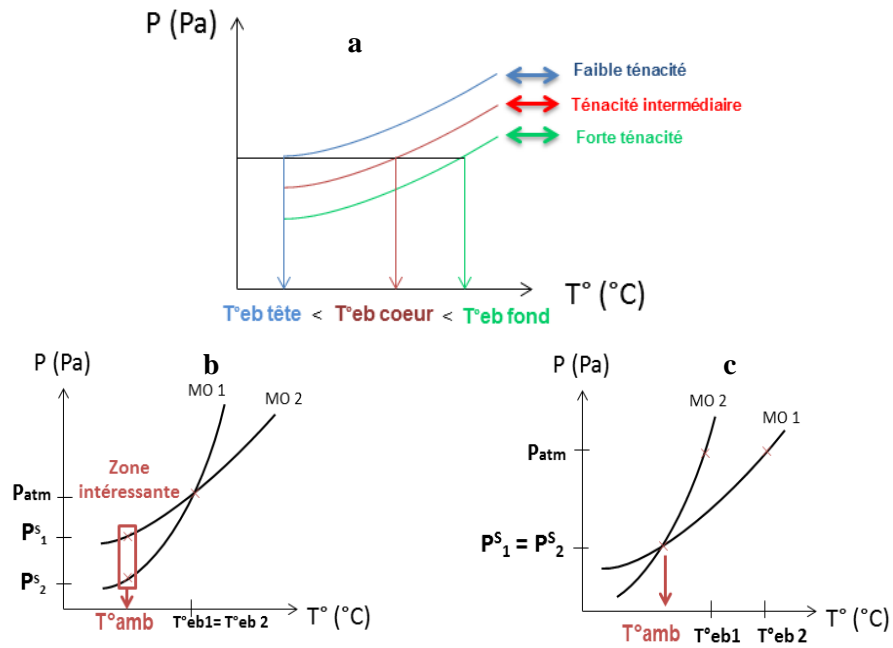 P (Pa)
a
Faible ténacité
Ténacité intermédiaire
Forte ténacité
T° (°C)
T°eb tête < T°eb coeur < T°eb fond
b
P (Pa)
MO 1
MO 2
Zone
intéressante
Patm
Pˢ₁
Pˢ₂
T°amb
T°eb1= T°eb 2
T° (°C)
c
P (Pa)
MO 2
MO 1
Patm
Pˢ₁ = Pˢ₂
T°amb
T°eb1
T°eb 2
T° (°C)